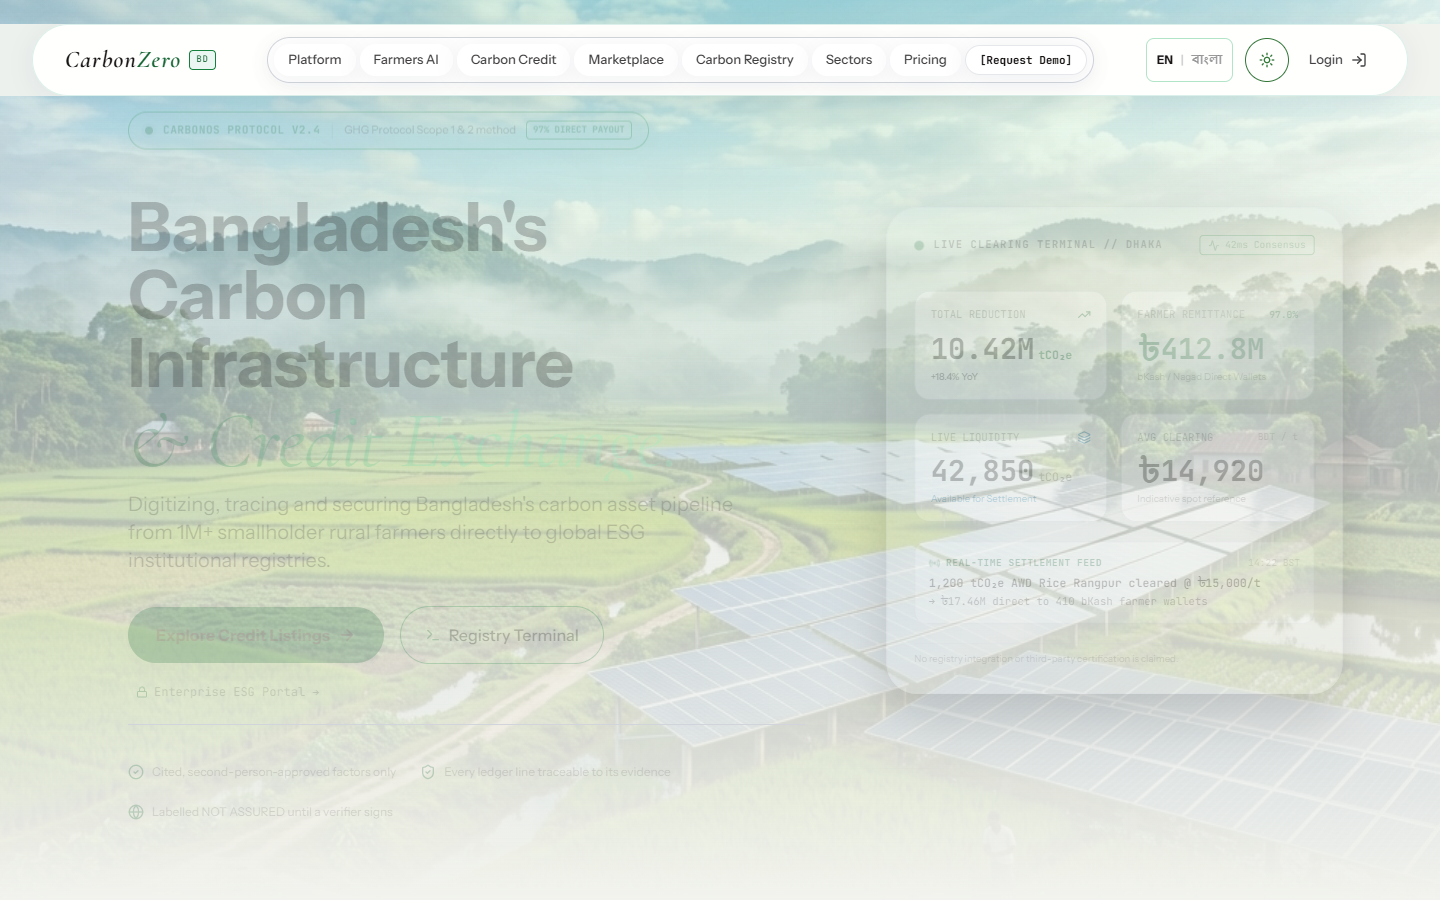 CarbonZero BD
Platform
Farmers AI
Carbon Credit
Marketplace
Carbon Registry
Sectors
Pricing
[Request Demo]
EN | বাংলা
Login
CARBONOS PROTOCOL V2.4 | GHG Protocol Scope 1 & 2 method 97% DIRECT PAYOUT
Bangladesh's
Carbon
Infrastructure
& Credit Exchange
Digitizing, tracing and securing Bangladesh's carbon asset pipeline
from 1M+ smallholder rural farmers directly to global ESG
institutional registries.
Explore Credit Listings →
Registry Terminal
Enterprise ESG Portal →
Cited, second-person-approved factors only
Every ledger line traceable to its evidence
Labelled NOT ASSURED until a verifier signs
LIVE CLEARING TERMINAL // DHAKA
42ms Consensus
TOTAL REDUCTION
10.42M tCO₂e
+18.4% YoY
FARMER REMITTANCE 97.0%
৳412.8M
bKash / Nagad Direct Wallets
LIVE LIQUIDITY
42,850 tCO₂e
Available for Settlement
AVG CLEARING
৳14,920
Indicative spot reference
REAL-TIME SETTLEMENT FEED
1,200 tCO₂e AWD Rice Rangpur cleared @ ৳15,000/t
→ ৳17.46M direct to 410 bKash farmer wallets
No registry integration or third-party certification is claimed